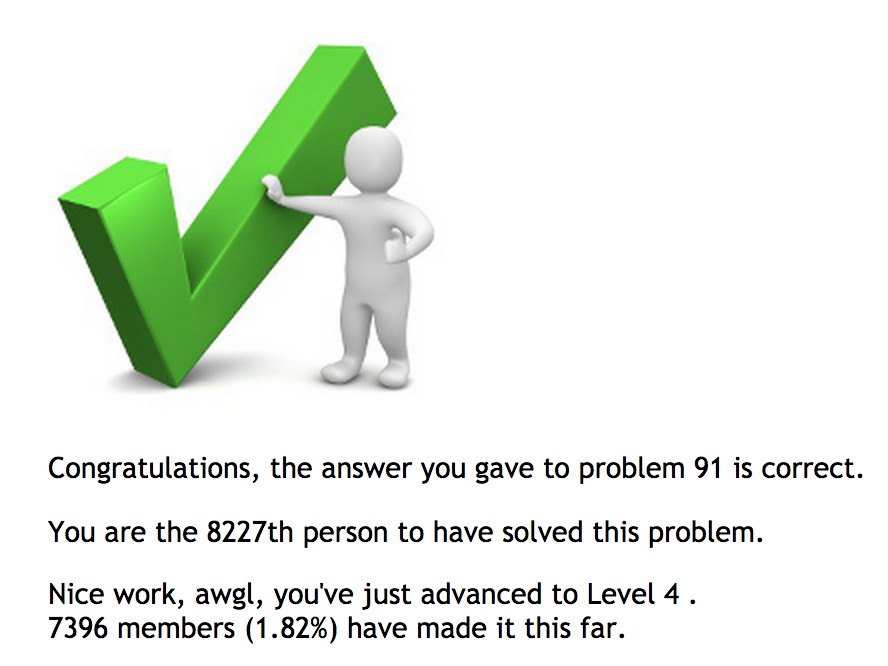 Congratulations, the answer you gave to problem 91 is correct.
You are the 8227th person to have solved this problem.
Nice work, awgl, you've just advanced to Level 4 .
7396 members (1.82%) have made it this far.